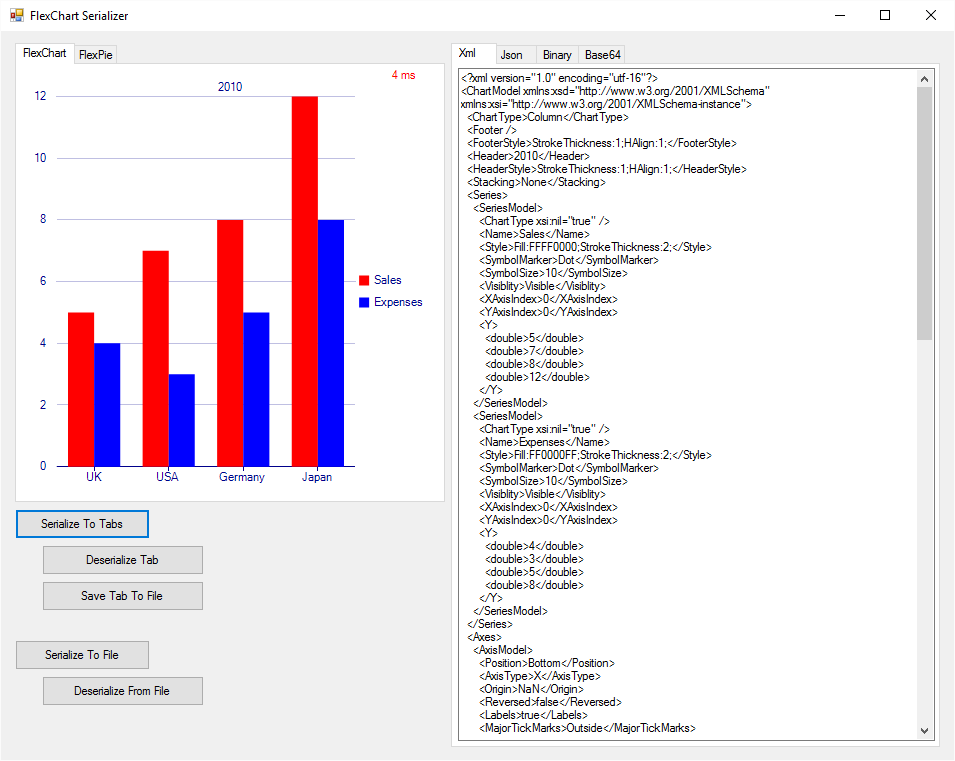 FlexChart Serializer
FlexChart FlexPie
4 ms
2010
12
10
8
6
4
2
0
UK USA Germany Japan
Sales
Expenses
Serialize To Tabs
Deserialize Tab
Save Tab To File
Serialize To File
Deserialize From File
Xml Json Binary Base64
<?xml version="1.0" encoding="utf-16"?>
<ChartModel xmlns:xsd="http://www.w3.org/2001/XMLSchema"
xmlns:xsi="http://www.w3.org/2001/XMLSchema-instance">
<ChartType>Column</ChartType>
<Footer />
<FooterStyle>StrokeThickness:1;HAlign:1;</FooterStyle>
<Header>2010</Header>
<HeaderStyle>StrokeThickness:1;HAlign:1;</HeaderStyle>
<Stacking>None</Stacking>
<Series>
<SeriesModel>
<ChartType xsi:nil="true" />
<Name>Sales</Name>
<Style>Fill:FFFF0000;StrokeThickness:2;</Style>
<SymbolMarker>Dot</SymbolMarker>
<SymbolSize>10</SymbolSize>
<Visiblity>Visible</Visiblity>
<XAxisIndex>0</XAxisIndex>
<YAxisIndex>0</YAxisIndex>
<Y>
<double>5</double>
<double>7</double>
<double>8</double>
<double>12</double>
</Y>
</SeriesModel>
<SeriesModel>
<ChartType xsi:nil="true" />
<Name>Expenses</Name>
<Style>Fill:FF0000FF;StrokeThickness:2;</Style>
<SymbolMarker>Dot</SymbolMarker>
<SymbolSize>10</SymbolSize>
<Visiblity>Visible</Visiblity>
<XAxisIndex>0</XAxisIndex>
<YAxisIndex>0</YAxisIndex>
<Y>
<double>4</double>
<double>3</double>
<double>5</double>
<double>8</double>
</Y>
</SeriesModel>
</Series>
<Axes>
<AxisModel>
<Position>Bottom</Position>
<AxisType>X</AxisType>
<Origin>NaN</Origin>
<Reversed>false</Reversed>
<Labels>true</Labels>
<MajorTickMarks>Outside</MajorTickMarks>